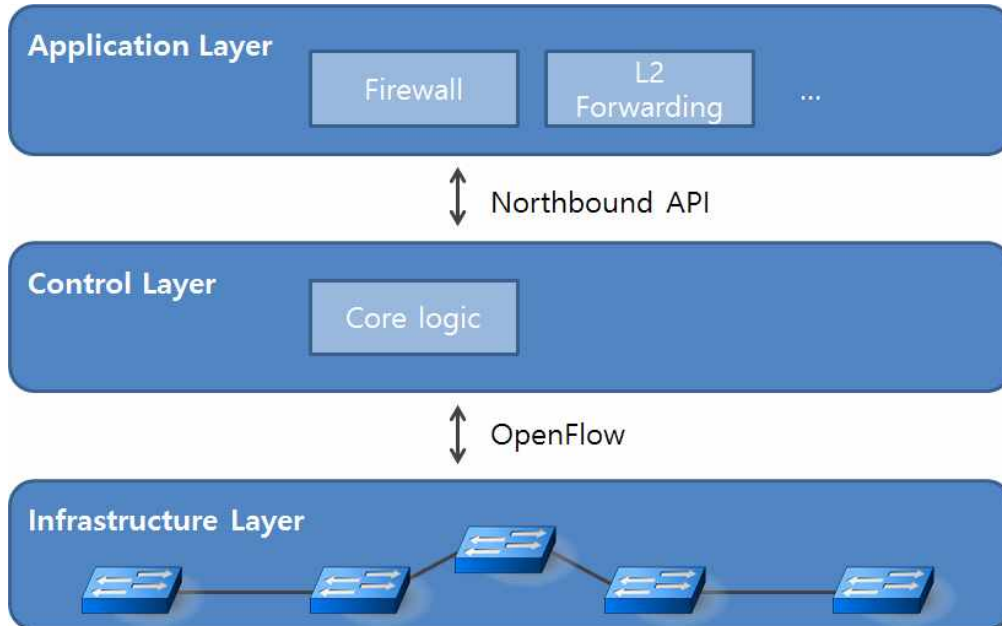 Application Layer
Firewall
L2
Forwarding
...
Northbound API
Control Layer
Core logic
OpenFlow
Infrastructure Layer